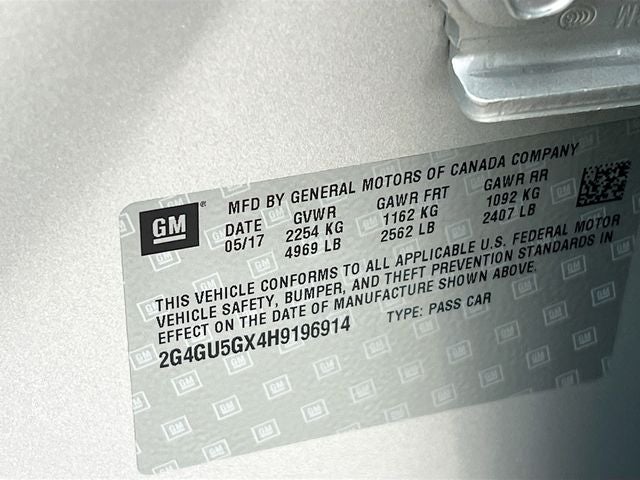 GM
MFD BY GENERAL MOTORS OF CANADA COMPANY
DATE GVWR GAWR FRT GAWR RR
05/17 2254 KG 1162 KG 1092 KG
4969 LB 2562 LB 2407 LB
THIS VEHICLE CONFORMS TO ALL APPLICABLE U.S. FEDERAL MOTOR
VEHICLE SAFETY, BUMPER, AND THEFT PREVENTION STANDARDS IN
EFFECT ON THE DATE OF MANUFACTURE SHOWN ABOVE.
2G4GU5GX4H9196914 TYPE: PASS CAR